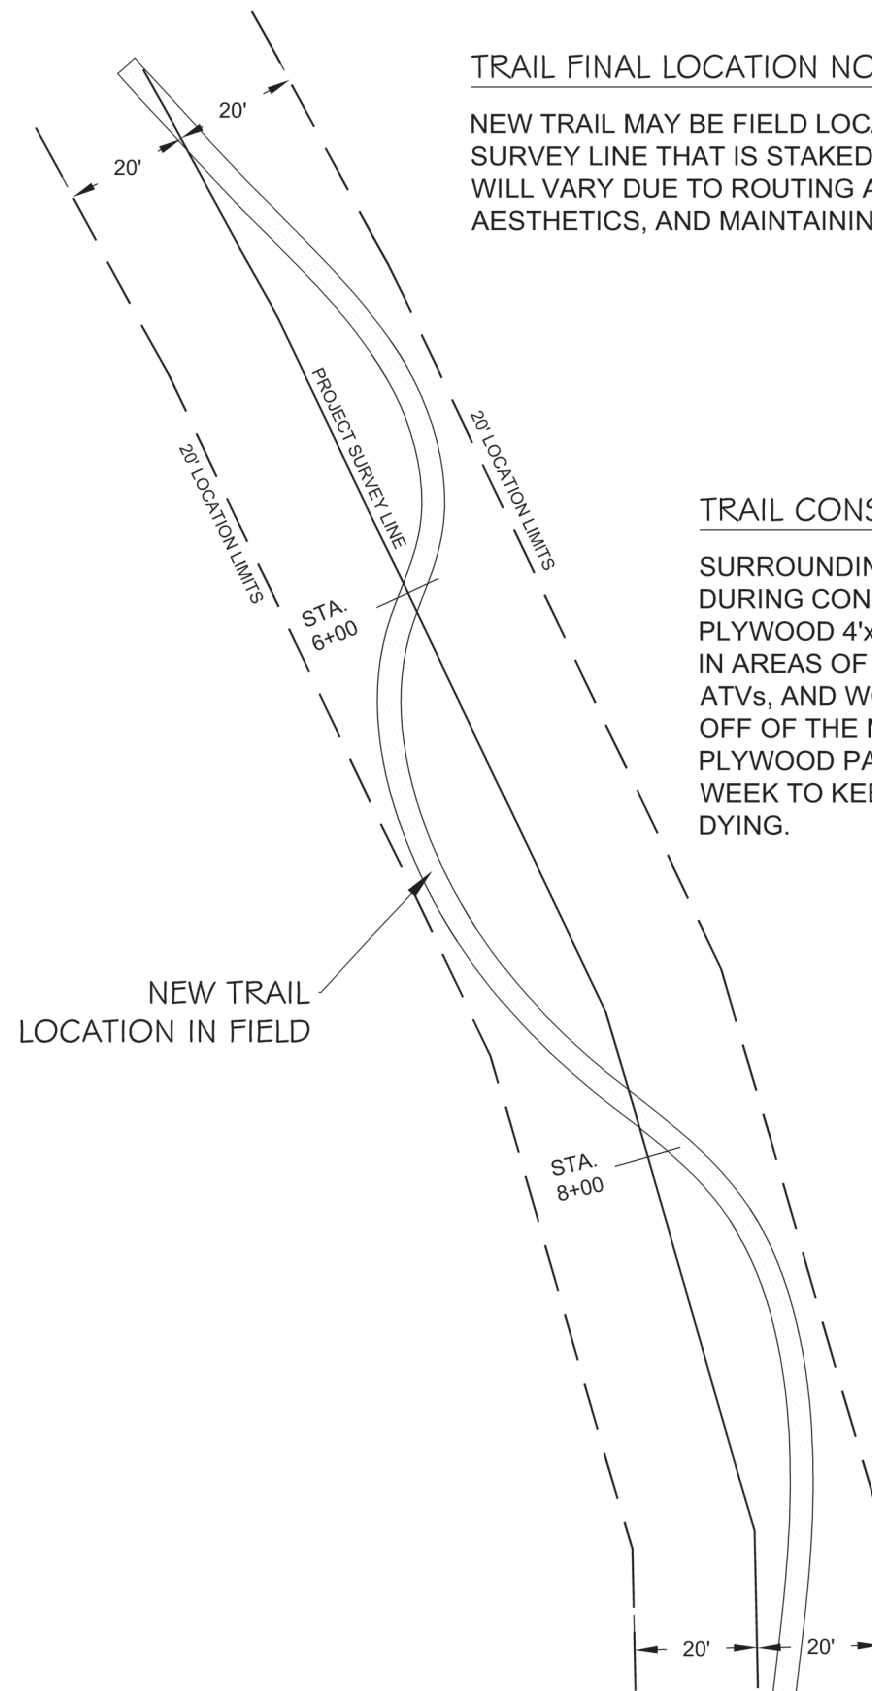 TRAIL FINAL LOCATION NO
NEW TRAIL MAY BE FIELD LOCA
SURVEY LINE THAT IS STAKED
WILL VARY DUE TO ROUTING A
AESTHETICS, AND MAINTAININ
20'
20'
PROJECT SURVEY LINE
20' LOCATION LIMITS
20' LOCATION LIMITS
TRAIL CONS
SURROUNDIN
DURING CON
PLYWOOD 4'x
IN AREAS OF
ATVs, AND WO
OFF OF THE M
PLYWOOD PA
WEEK TO KEE
DYING.
STA.
6+00
NEW TRAIL
LOCATION IN FIELD
STA.
8+00
20'
20'